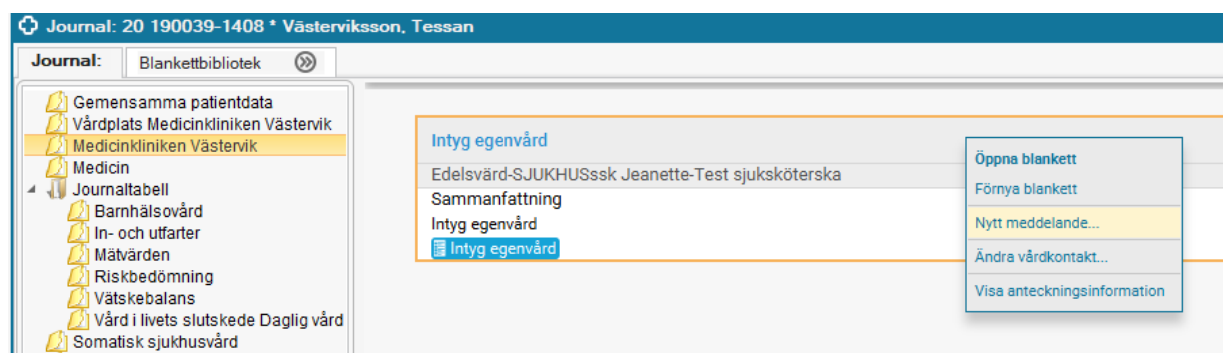 Journal: 20 190039-1408 * Västerviksson, Tessan
Journal:
Blankettbibliotek
Gemensamma patientdata
Vårdplats Medicinkliniken Västervik
Medicinkliniken Västervik
Medicin
Journaltabell
Barnhälsovård
In- och utfarter
Mätvärden
Riskbedömning
Vätskebalans
Vård i livets slutskede Daglig vård
Somatisk sjukhusvård
Intyg egenvård
Edelsvärd-SJUKHUSssk Jeanette-Test sjuksköterska
Sammanfattning
Intyg egenvård
Intyg egenvård
Öppna blankett
Förnya blankett
Nytt meddelande...
Ändra vårdkontakt...
Visa anteckningsinformation